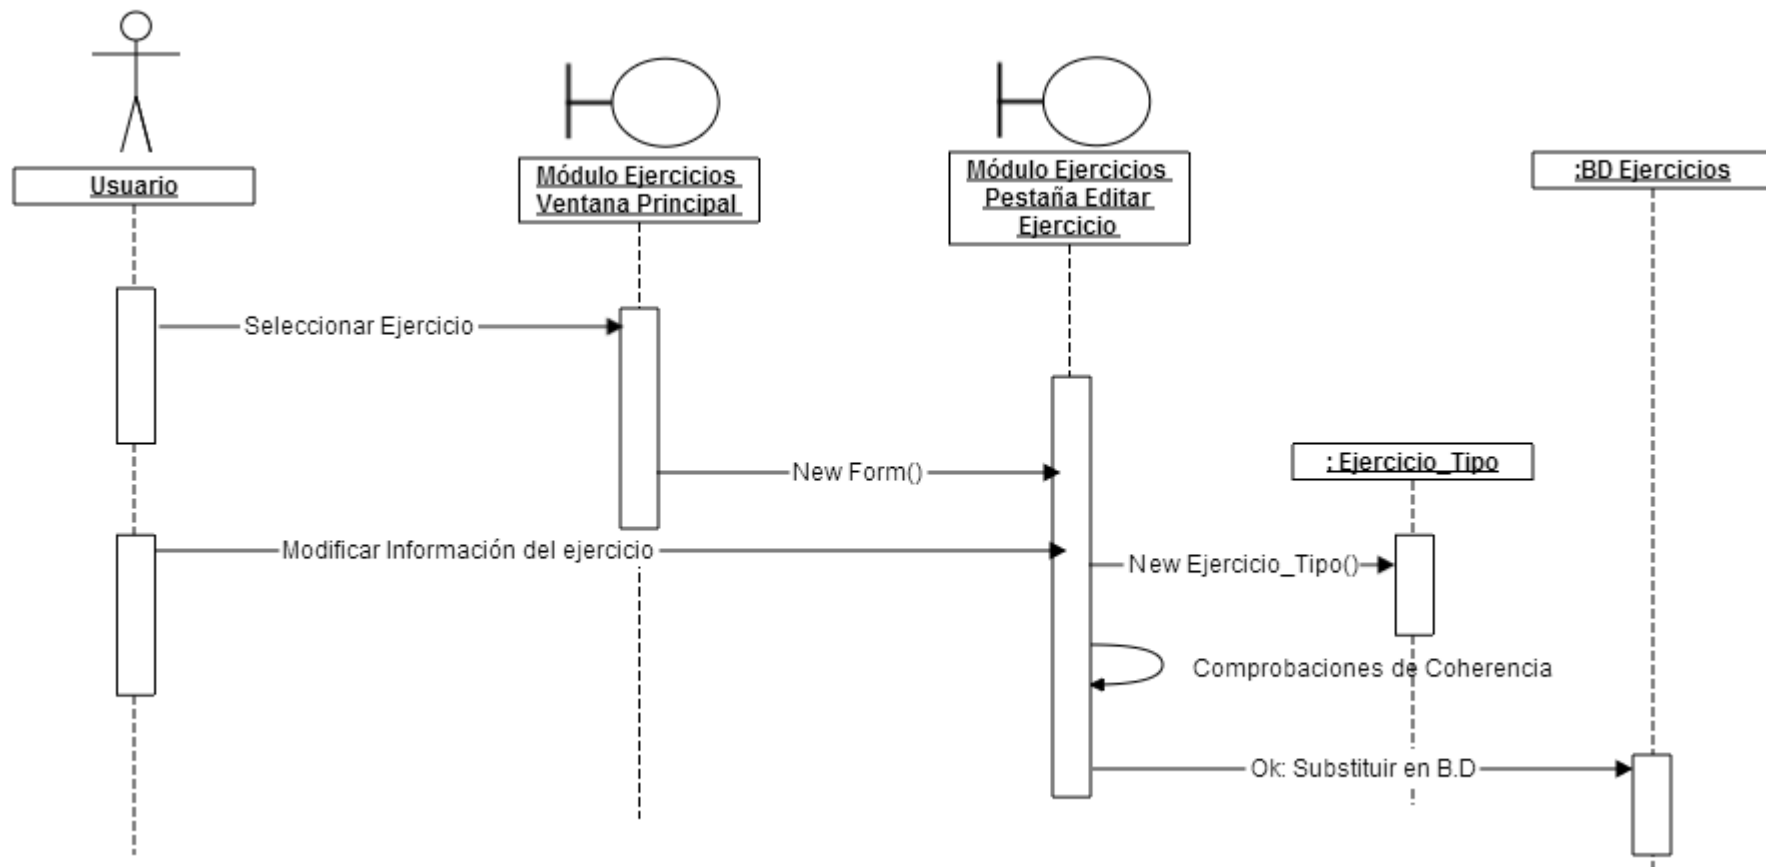 Usuario
Módulo Ejercicios
Ventana Principal
Módulo Ejercicios
Pestaña Editar
Ejercicio
:BD Ejercicios
Seleccionar Ejercicio
: Ejercicio_Tipo
New Form()
Modificar Información del ejercicio
New Ejercicio_Tipo()
Comprobaciones de Coherencia
Ok: Substituir en B.D